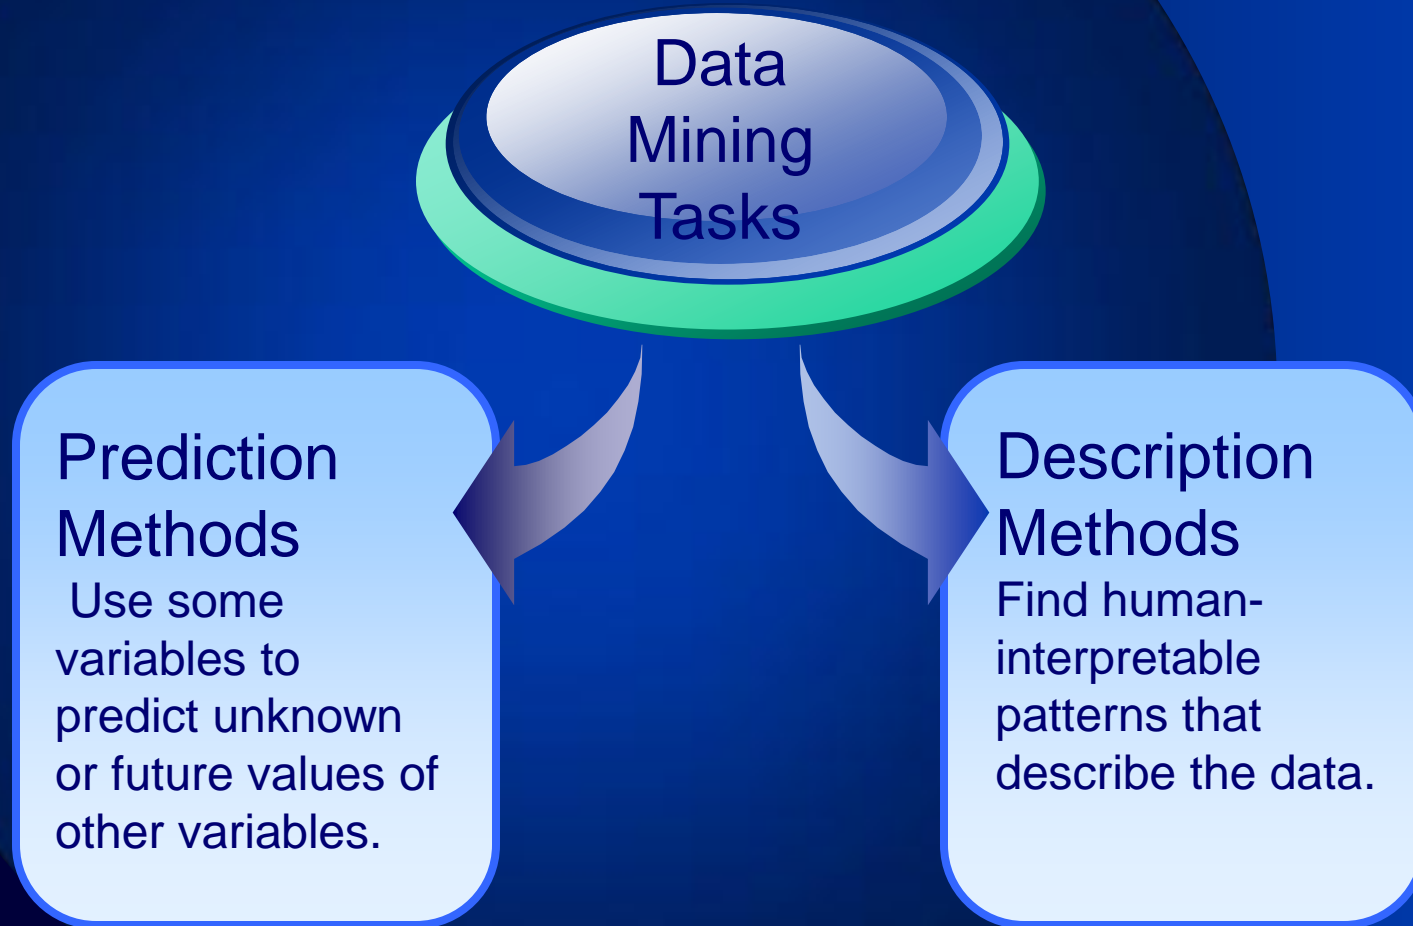 Data
Mining
Tasks
Prediction
Methods
Use some
variables to
predict unknown
or future values of
other variables.
Description
Methods
Find human-
interpretable
patterns that
describe the data.